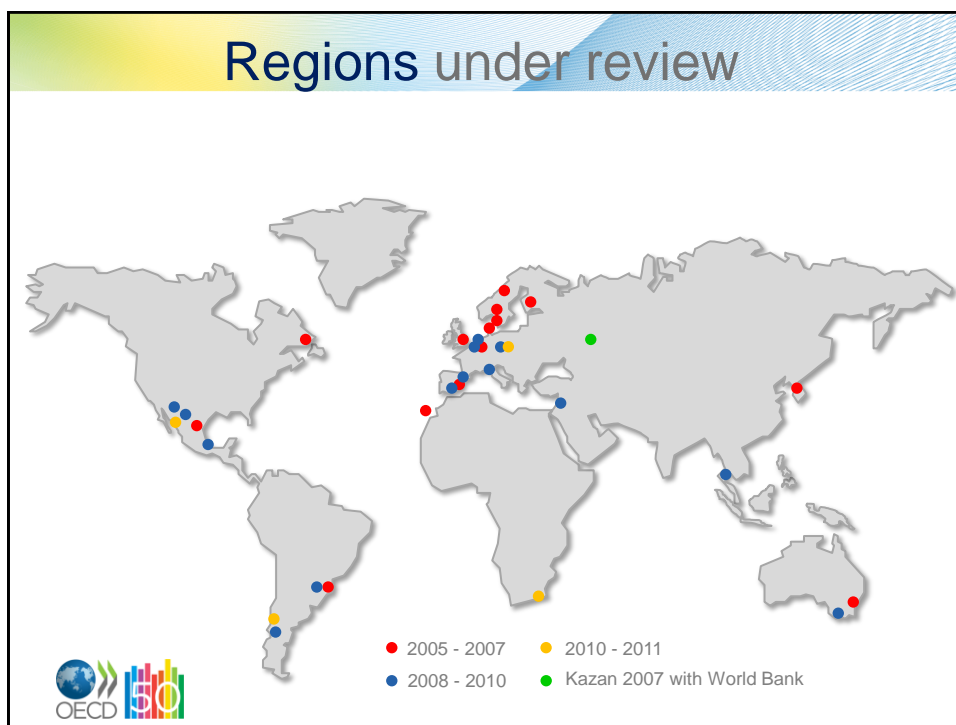 Regions under review
2005 - 2007
2010 - 2011
2008 - 2010
Kazan 2007 with World Bank
OECD
50